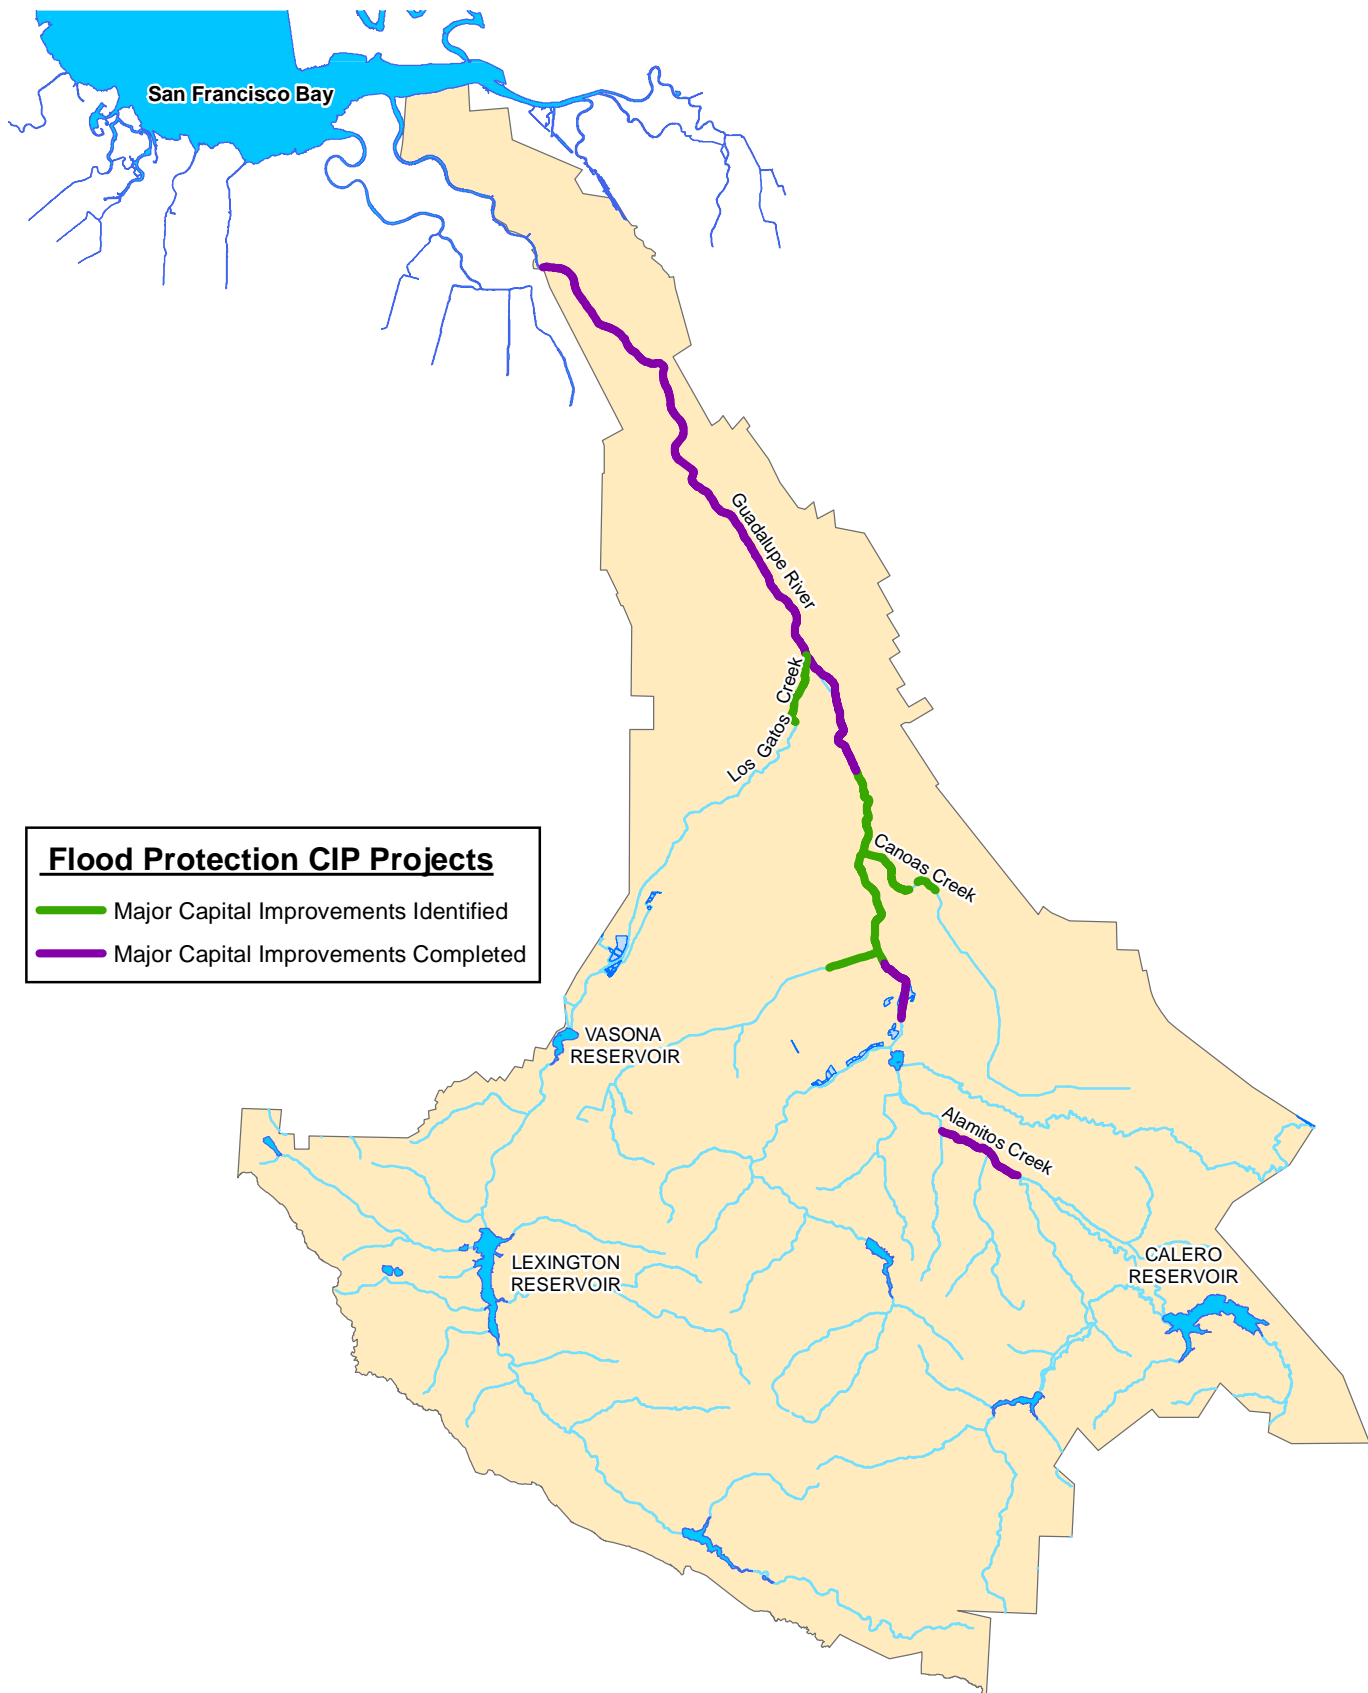 San Francisco Bay
Guadalupe River
Los Gatos Creek
Canoas Creek
Flood Protection CIP Projects
Major Capital Improvements Identified
Major Capital Improvements Completed
VASONA
RESERVOIR
Alamitos Creek
LEXINGTON
RESERVOIR
CALERO
RESERVOIR